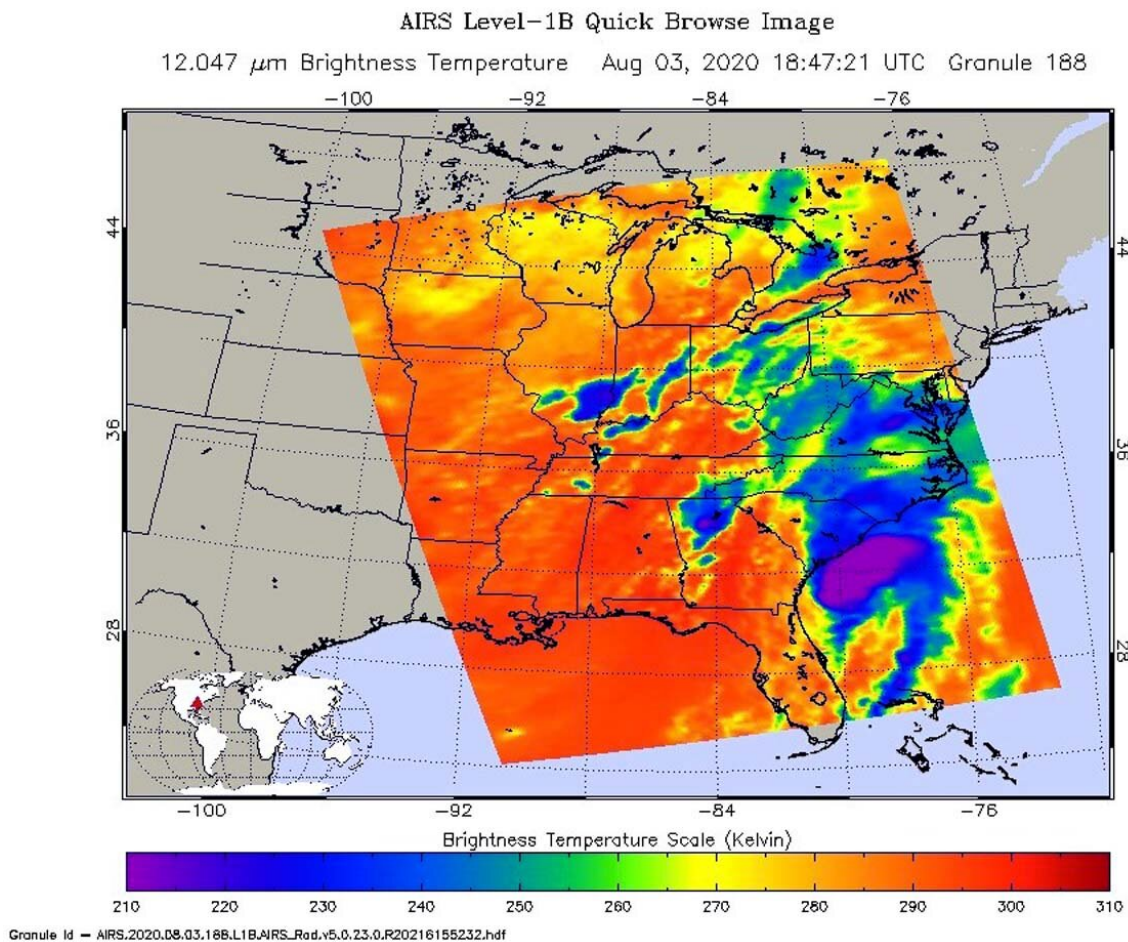 AIRS Level-1B Quick Browse Image
12.047 μm Brightness Temperature Aug 03, 2020 18:47:21 UTC Granule 188
-100 -92 -84 -76
44 44
36 36
28 28
-100 -92 -84 -76
Brightness Temperature Scale (Kelvin)
210 220 230 240 250 260 270 280 290 300 310
Granule Id – AIRS.2020.08.03.188.L1B.AIRS_Rad.v5.0.23.0.R20216155232.hdf